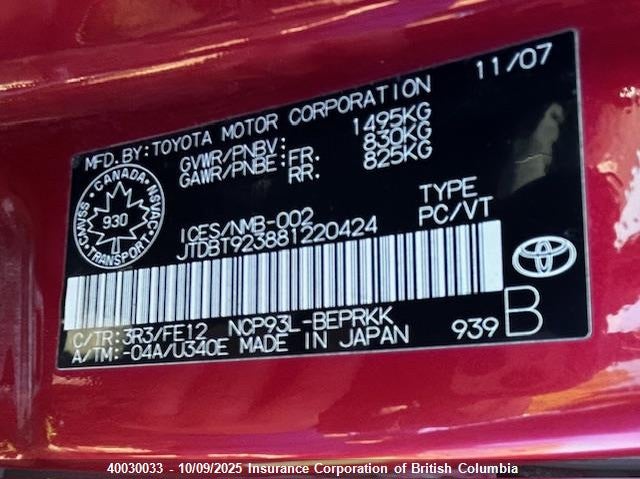 11/07
MFD. BY: TOYOTA MOTOR CORPORATION
GVWR/PNBV: 1495KG
GAWR/PNBE: FR. 830KG
RR. 825KG
CANADA
CMVSS NSVAC
930
TRANSPORT
ICES/NMB-002
TYPE
JTDBT923881220424
PC/VT
C/TR: 3R3/FE12 NCP93L-BEPRKK
A/TM: -04A/U340E MADE IN JAPAN
939 B
40030033 - 10/09/2025 Insurance Corporation of British Columbia